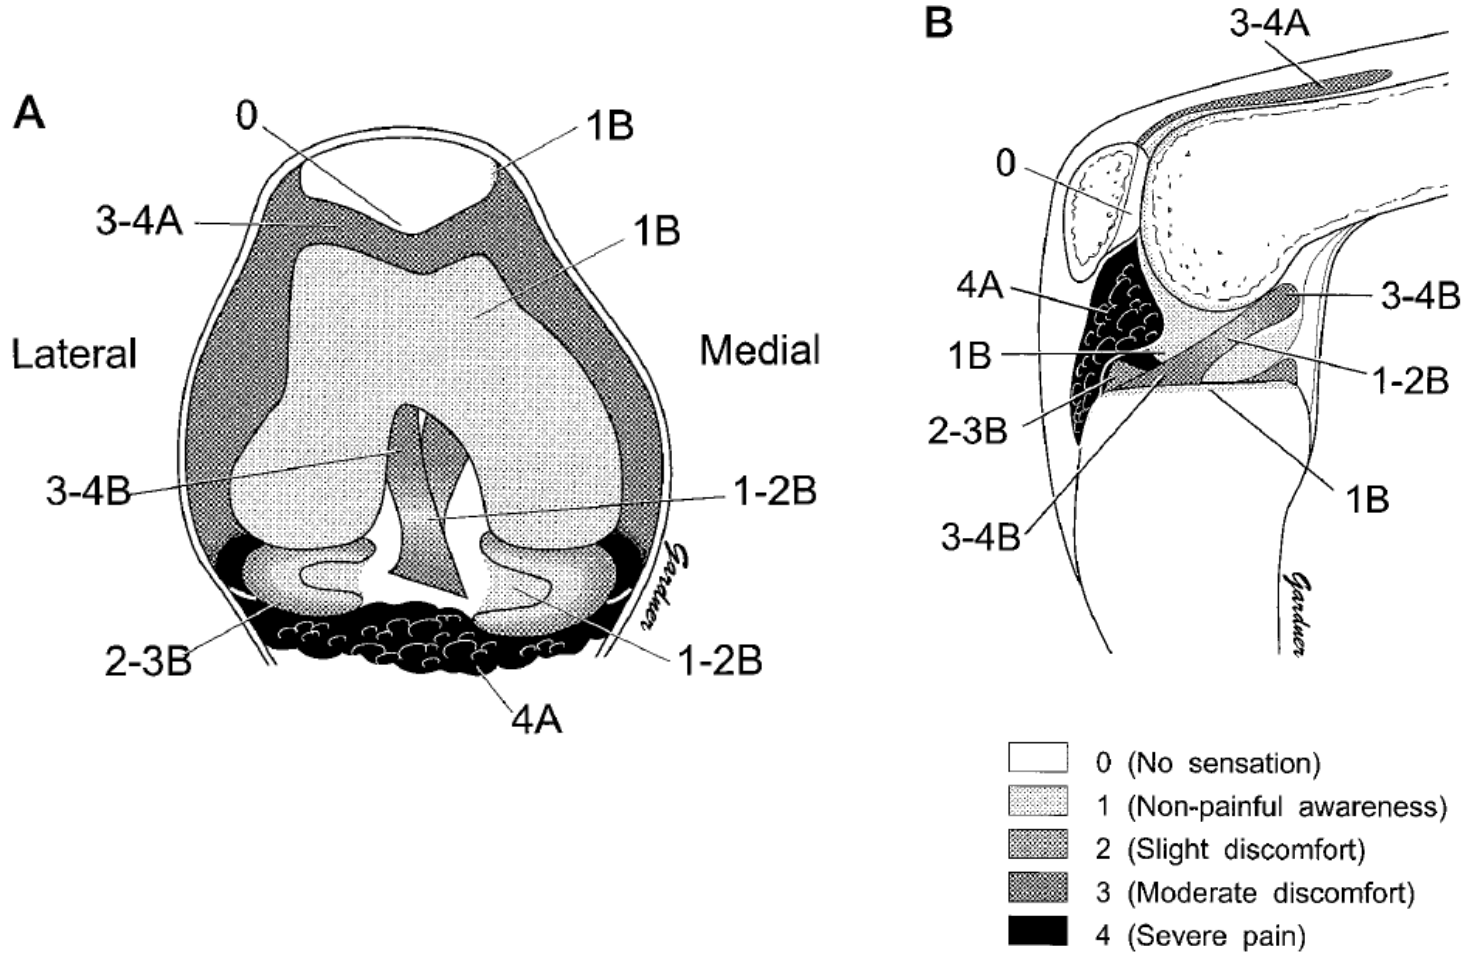 A
0
1B
3-4A
1B
Lateral
Medial
3-4B
1-2B
2-3B
1-2B
4A
Gardner
B
3-4A
0
4A
3-4B
1B
1-2B
2-3B
1B
3-4B
Gardner
0 (No sensation)
1 (Non-painful awareness)
2 (Slight discomfort)
3 (Moderate discomfort)
4 (Severe pain)